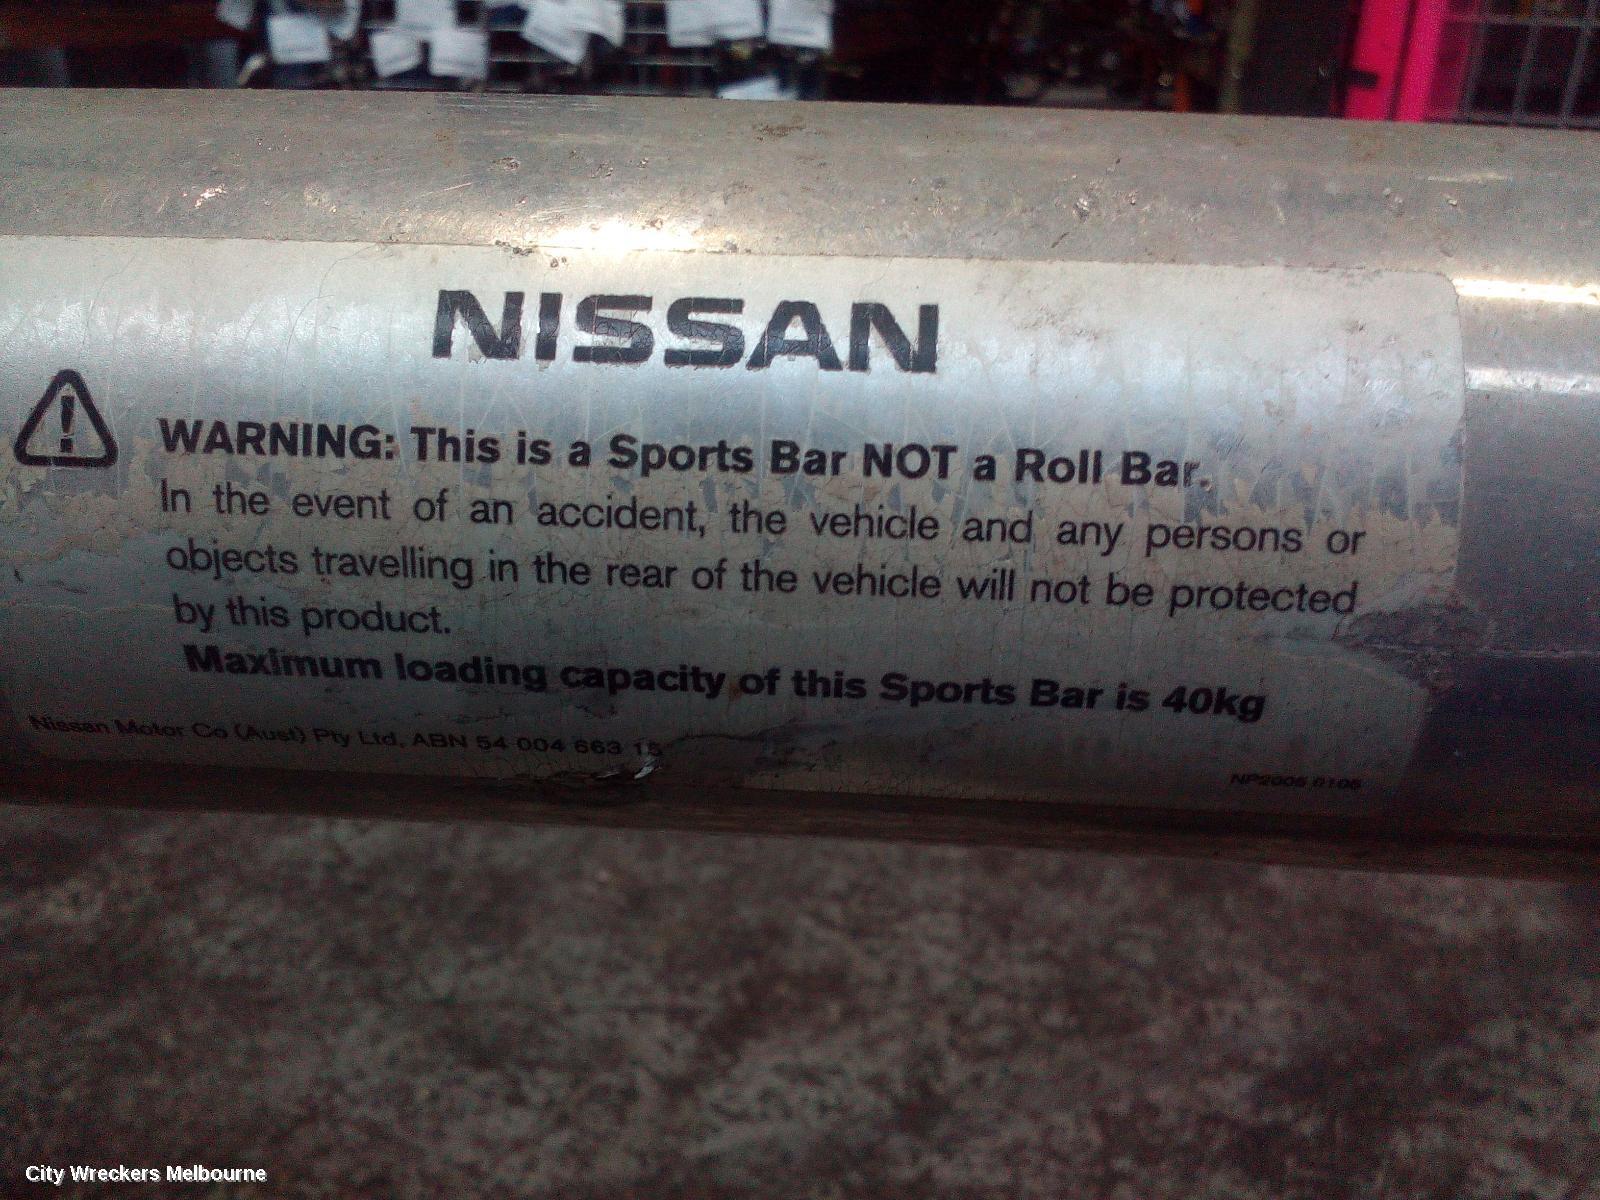 NISSAN
WARNING: This is a Sports Bar NOT a Roll Bar.
In the event of an accident, the vehicle and any persons or
objects travelling in the rear of the vehicle will not be protected
by this product.
Maximum loading capacity of this Sports Bar is 40kg
Nissan Motor Co (Aust) Pty Ltd, ABN 54 004 663 15
NP2005 0105
City Wreckers Melbourne